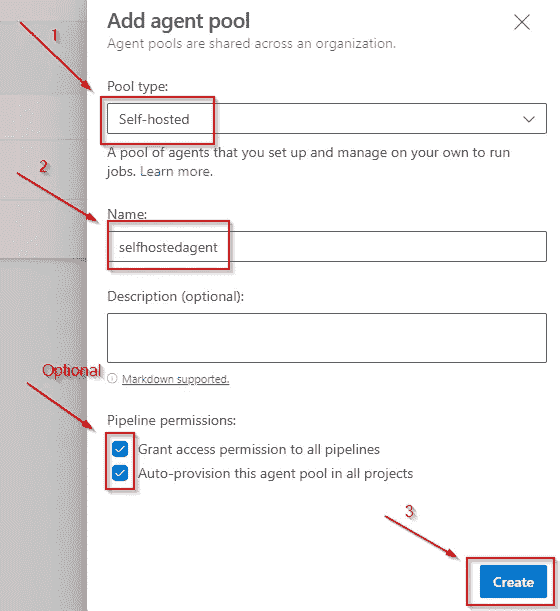 Add agent pool
Agent pools are shared across an organization.
1
Pool type:
Self-hosted
A pool of agents that you set up and manage on your own to run
jobs. Learn more.
2
Name:
selfhostedagent
Description (optional):
Optional
Markdown supported.
Pipeline permissions:
Grant access permission to all pipelines
Auto-provision this agent pool in all projects
3
Create